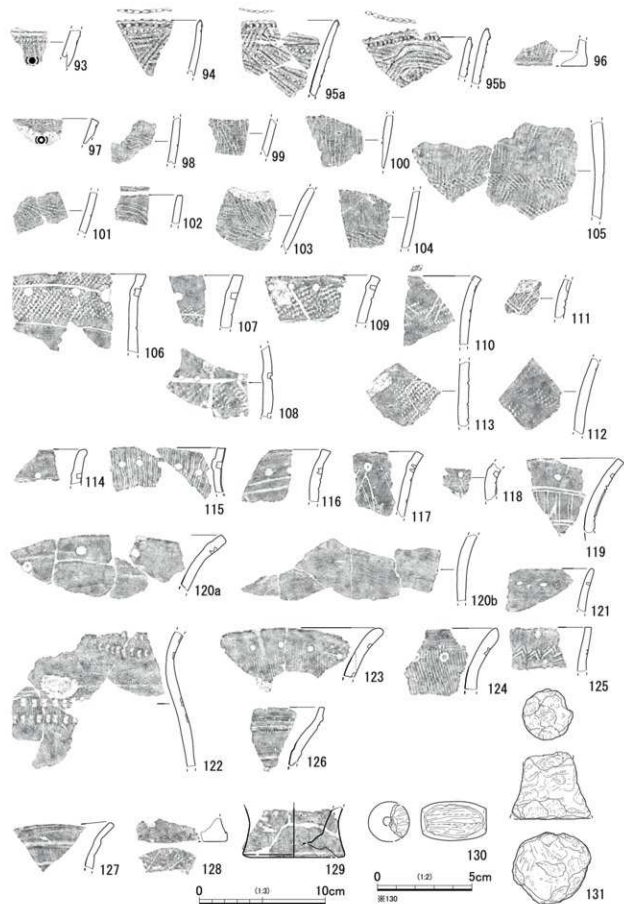 93 94 95a 95b 96
97 98 99 100 105
101 102 103 104
106 107 109 110 111
108 113 112
114 115 116 117 118 119
120a 120b 121
122 123 124 125
126
127 128 129 130 131
0 (1:3) 10cm
0 (1:2) 5cm
※130